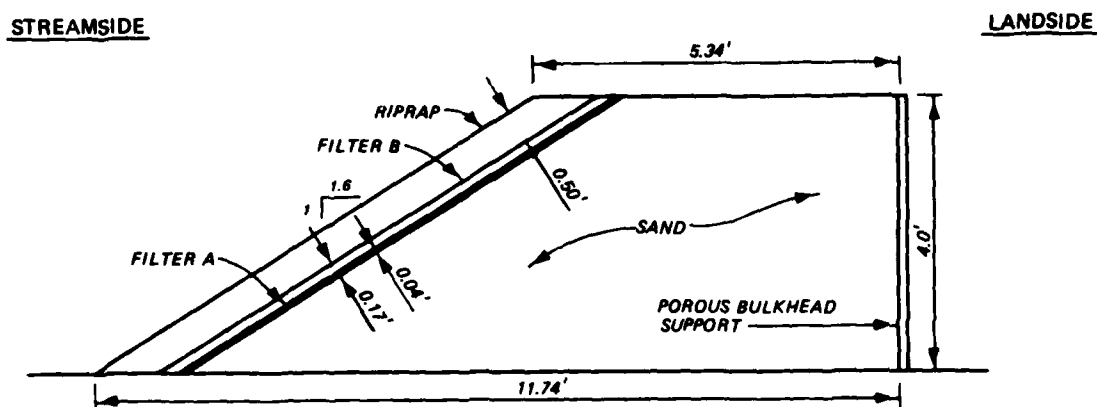 STREAMSIDE
LANDSIDE
5.34'
RIPRAP
FILTER B
1.6
1
0.50'
SAND
4.0'
FILTER A
0.04'
0.17'
POROUS BULKHEAD
SUPPORT
11.74'